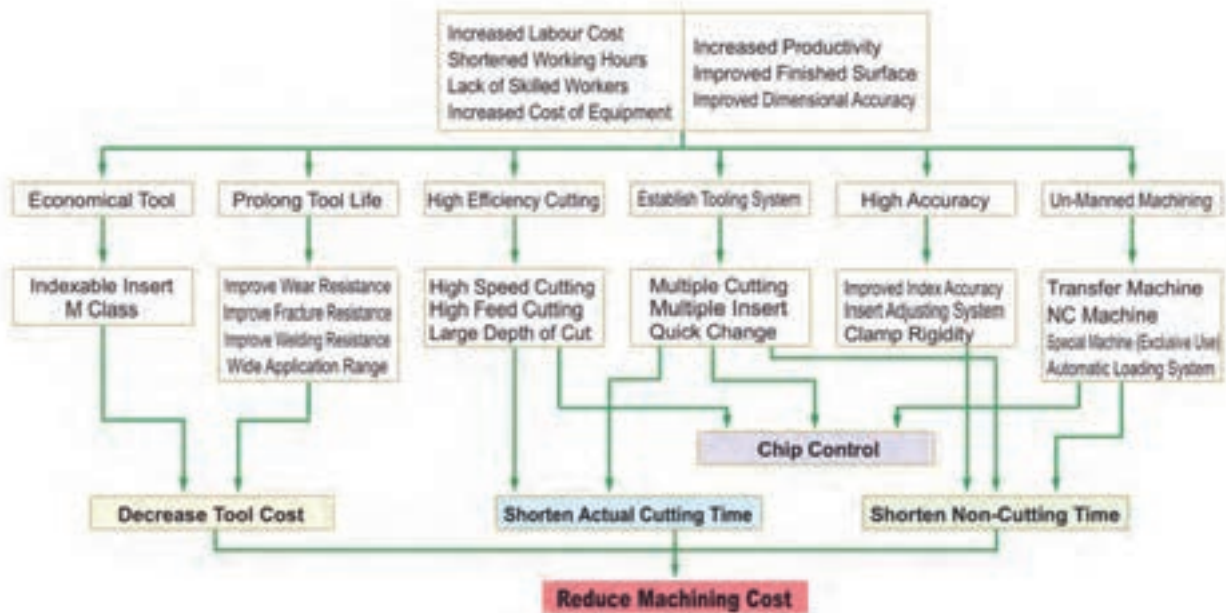 Increased Labour Cost
Shortened Working Hours
Lack of Skilled Workers
Increased Cost of Equipment
Increased Productivity
Improved Finished Surface
Improved Dimensional Accuracy
Economical Tool
Prolong Tool Life
High Efficiency Cutting
Establish Tooling System
High Accuracy
Un-Manned Machining
Indexable Insert
M Class
Improve Wear Resistance
Improve Fracture Resistance
Improve Welding Resistance
Wide Application Range
High Speed Cutting
High Feed Cutting
Large Depth of Cut
Multiple Cutting
Multiple Insert
Quick Change
Improved Index Accuracy
Insert Adjusting System
Clamp Rigidity
Transfer Machine
NC Machine
Special Machine (Exclusive Use)
Automatic Loading System
Chip Control
Decrease Tool Cost
Shorten Actual Cutting Time
Shorten Non-Cutting Time
Reduce Machining Cost